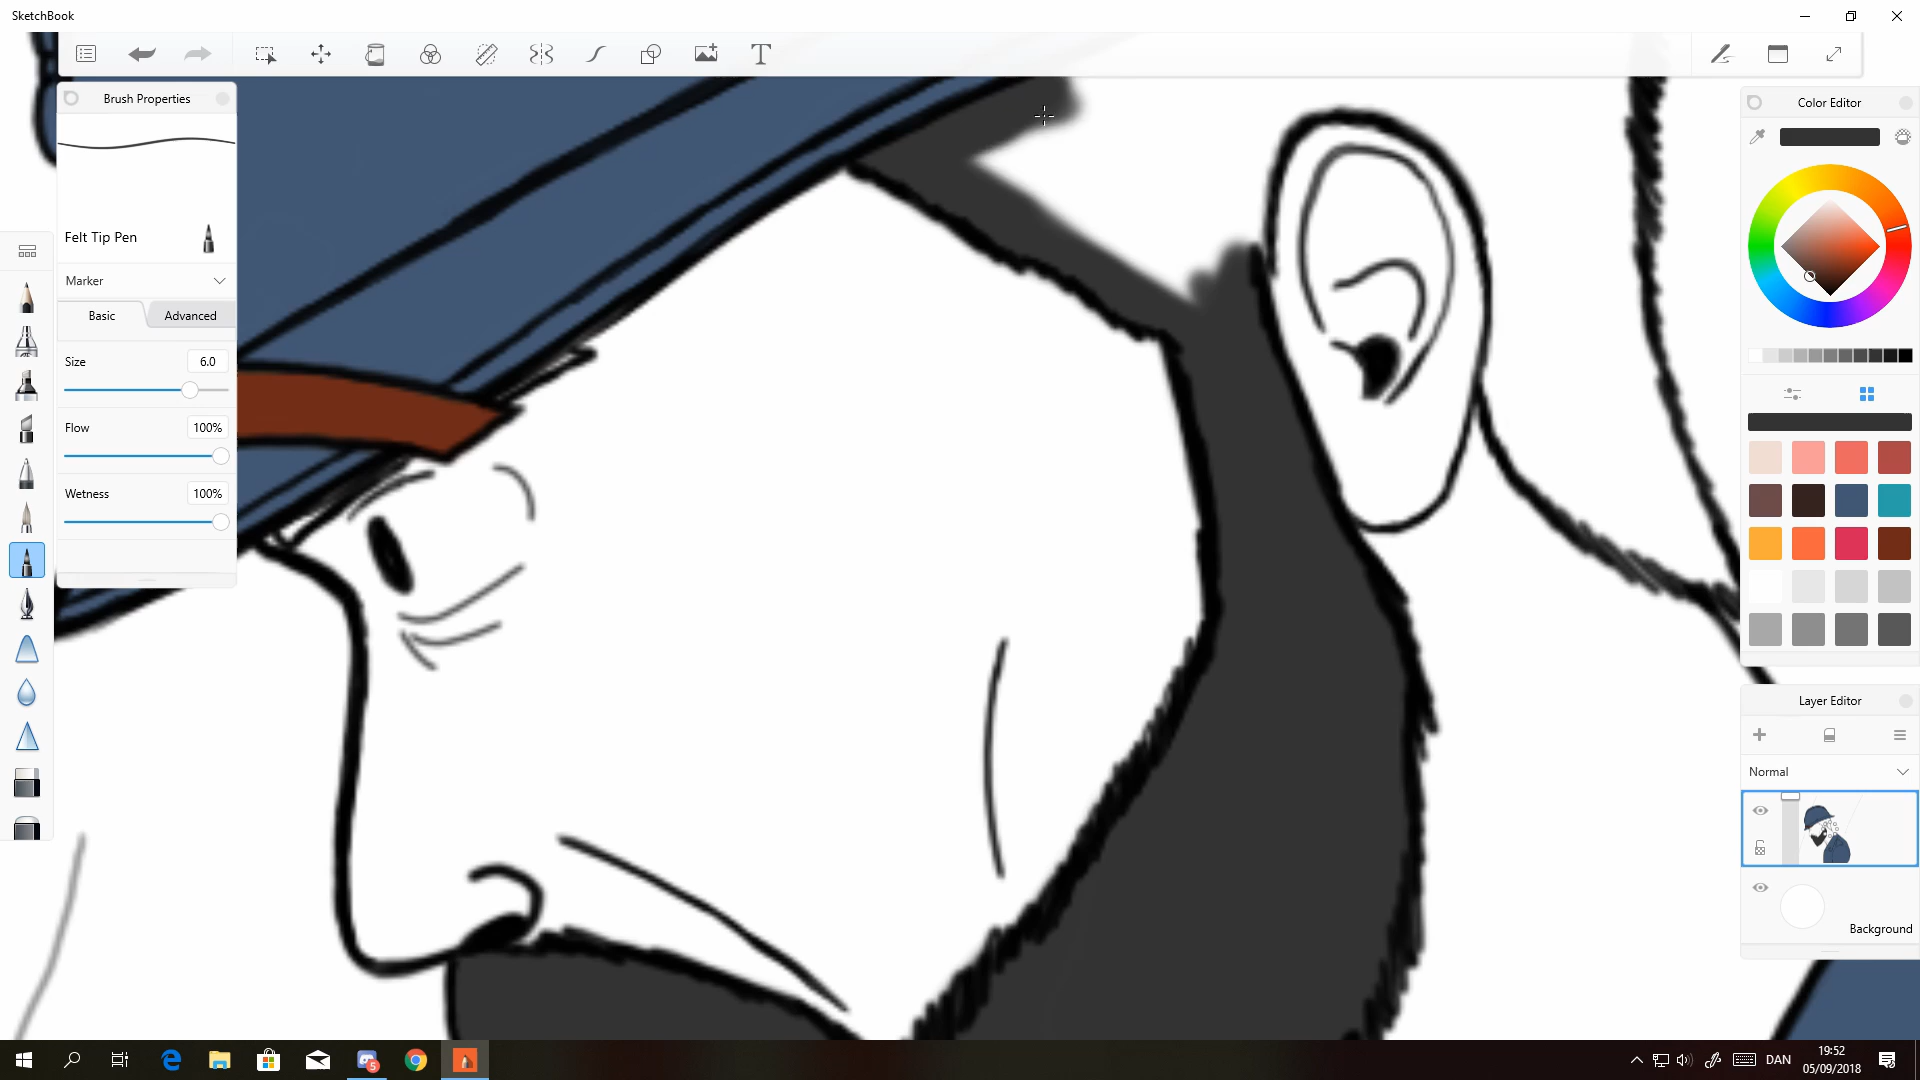 SketchBook
T
Brush Properties
Felt Tip Pen
Marker
Basic Advanced
Size 6.0
Flow 100%
Wetness 100%
Color Editor
Layer Editor
Normal
Background
5
DAN
19:52
05/09/2018